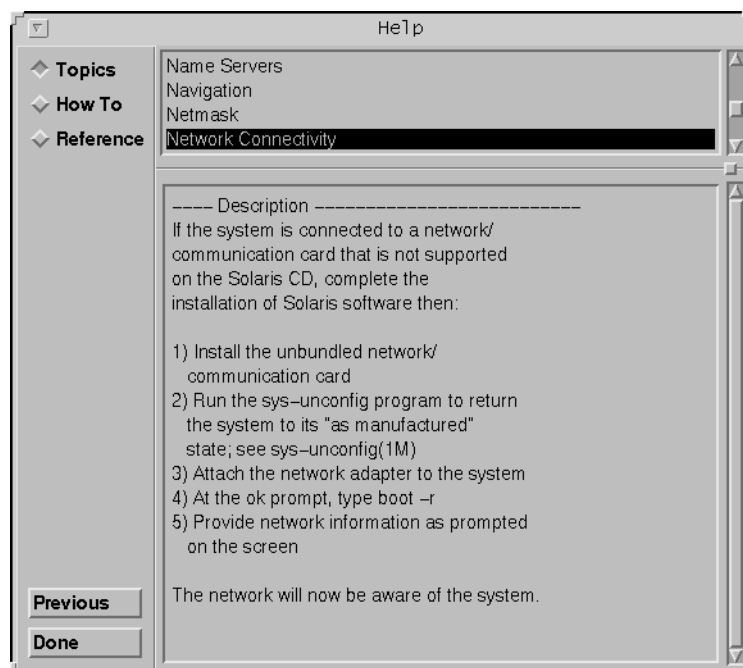 Help
Topics
How To
Reference
Name Servers
Navigation
Netmask
Network Connectivity
---- Description --------------------------
If the system is connected to a network/
communication card that is not supported
on the Solaris CD, complete the
installation of Solaris software then:
1) Install the unbundled network/
communication card
2) Run the sys-unconfig program to return
the system to its "as manufactured"
state; see sys-unconfig(1M)
3) Attach the network adapter to the system
4) At the ok prompt, type boot -r
5) Provide network information as prompted
on the screen
The network will now be aware of the system.
Previous
Done